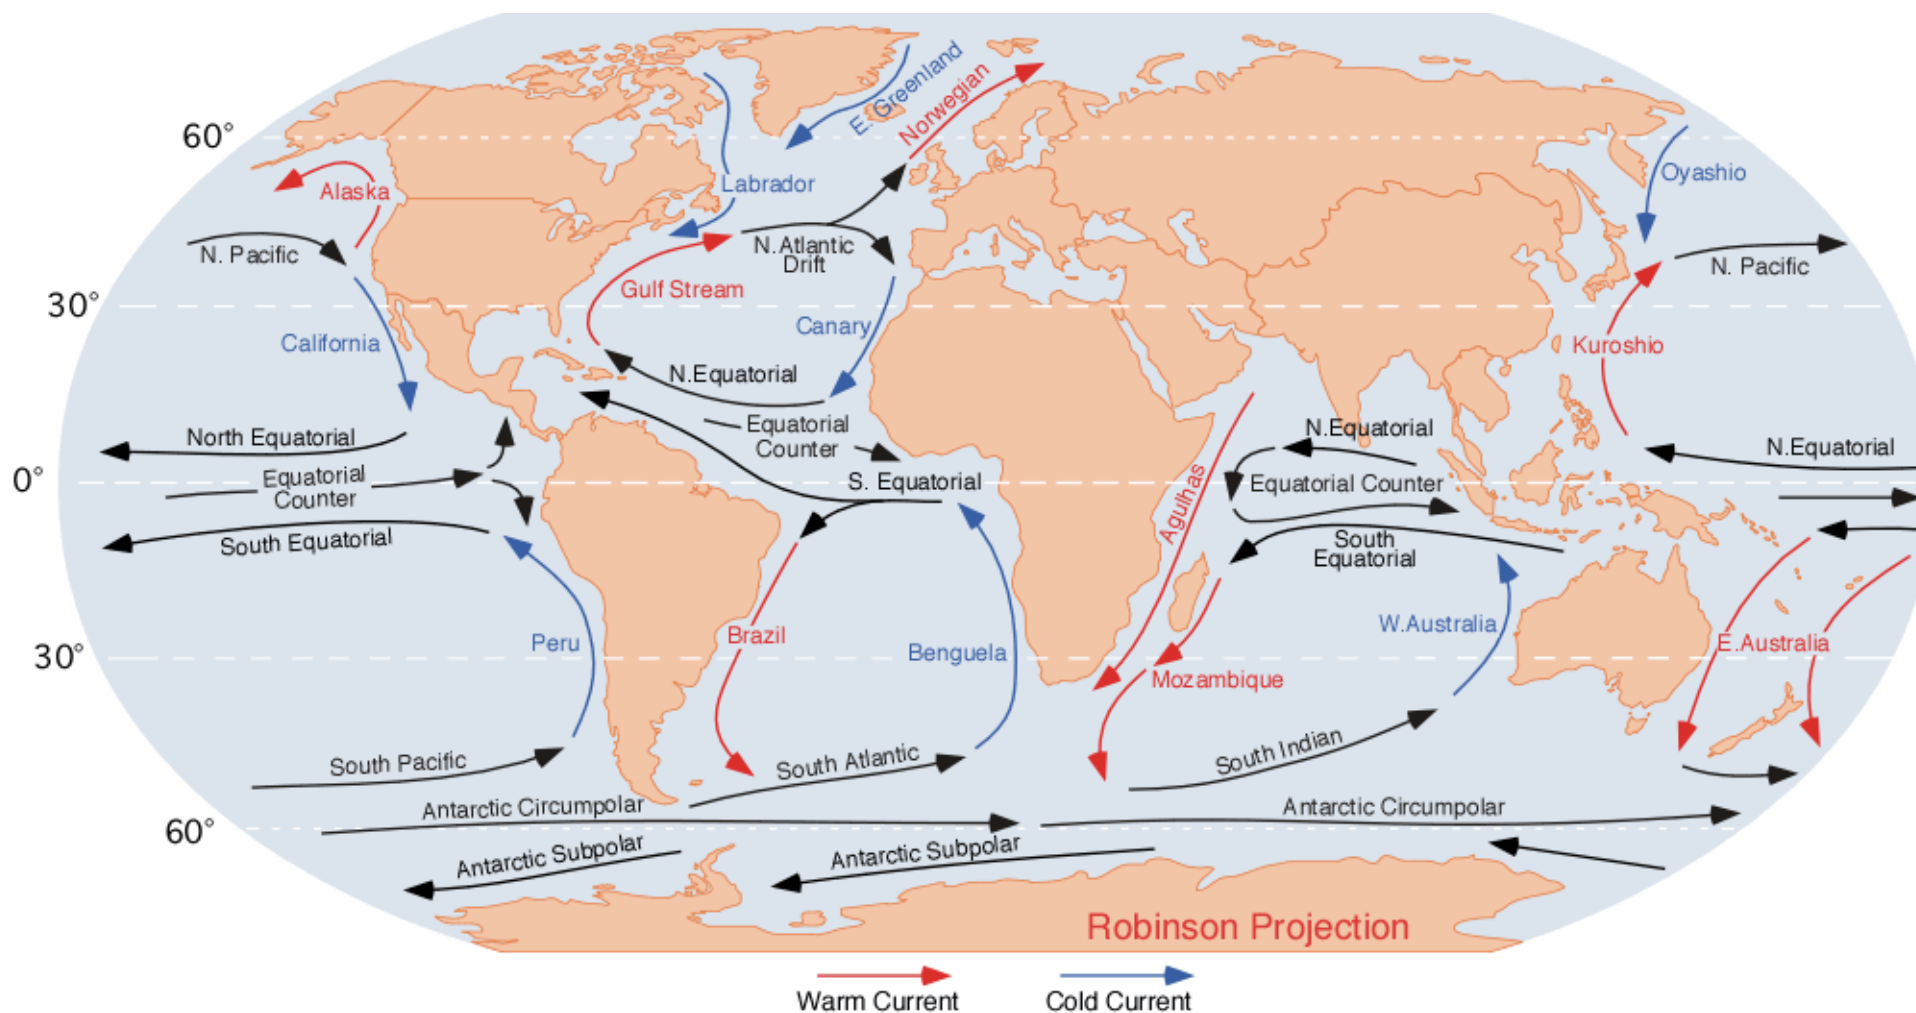 E. Greenland
Norwegian
60°
Labrador
Oyashio
Alaska
N. Pacific
N.Atlantic
Drift
N. Pacific
Gulf Stream
30°
Canary
California
Kuroshio
N.Equatorial
Equatorial
Counter
North Equatorial
N.Equatorial
N.Equatorial
0°
Equatorial
Counter
S. Equatorial
Agulhas
Equatorial Counter
South Equatorial
South
Equatorial
Peru
Brazil
Benguela
W.Australia
E.Australia
30°
Mozambique
South Pacific
South Atlantic
South Indian
Antarctic Circumpolar
Antarctic Circumpolar
60°
Antarctic Subpolar
Antarctic Subpolar
Robinson Projection
Warm Current
Cold Current